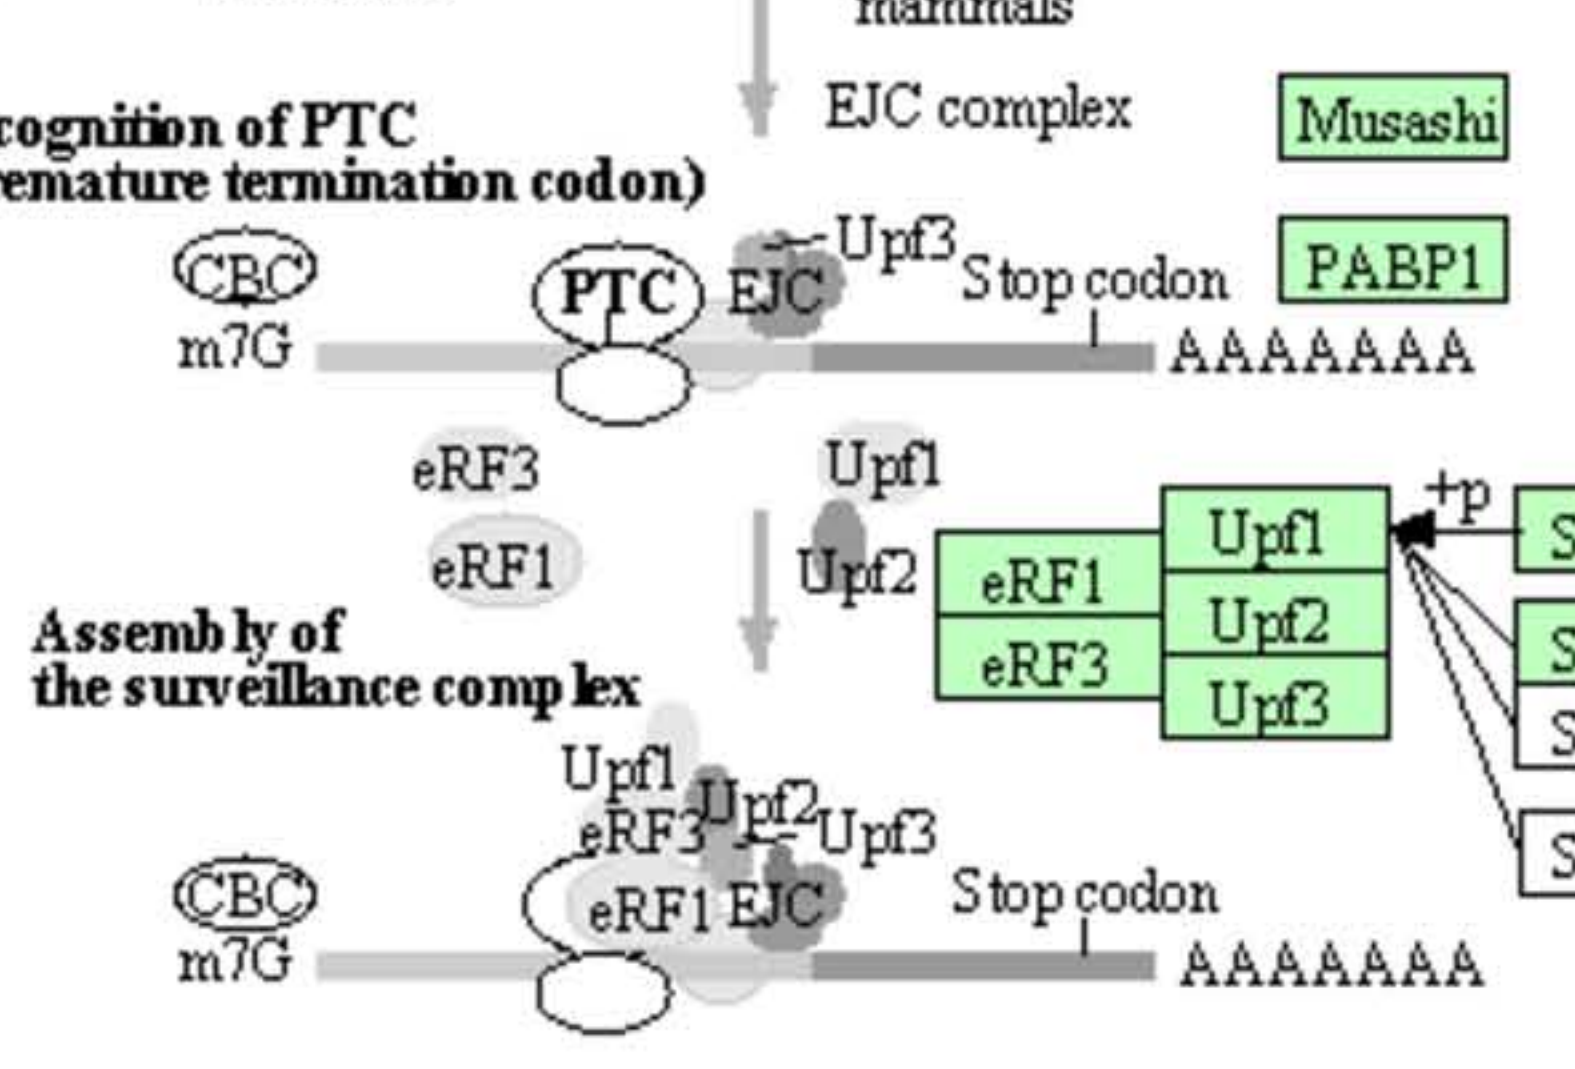 mammals
EJC complex
Musashi
cognition of PTC
remature termination codon)
CBC
PTC
EJC
Upf3
Stop codon
PABP1
m7G
AAAAAAA
eRF3
Upf1
eRF1
Upf2
+p
Upf1
S
eRF1
Upf2
S
eRF3
Upf3
S
Assembly of
the surveillance complex
Upf1
Upf2
eRF3
Upf3
S
CBC
eRF1
EJC
Stop codon
m7G
AAAAAAA